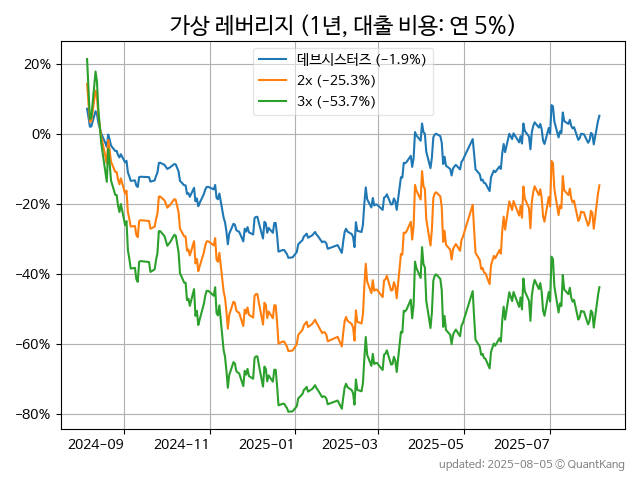 가상 레버리지 (1년, 대출 비용: 연 5%)
데브시스터즈 (−1.9%)
2x (−25.3%)
3x (−53.7%)
20%
0%
−20%
−40%
−60%
−80%
2024-09 2024-11 2025-01 2025-03 2025-05 2025-07
updated: 2025-08-05 © QuantKang